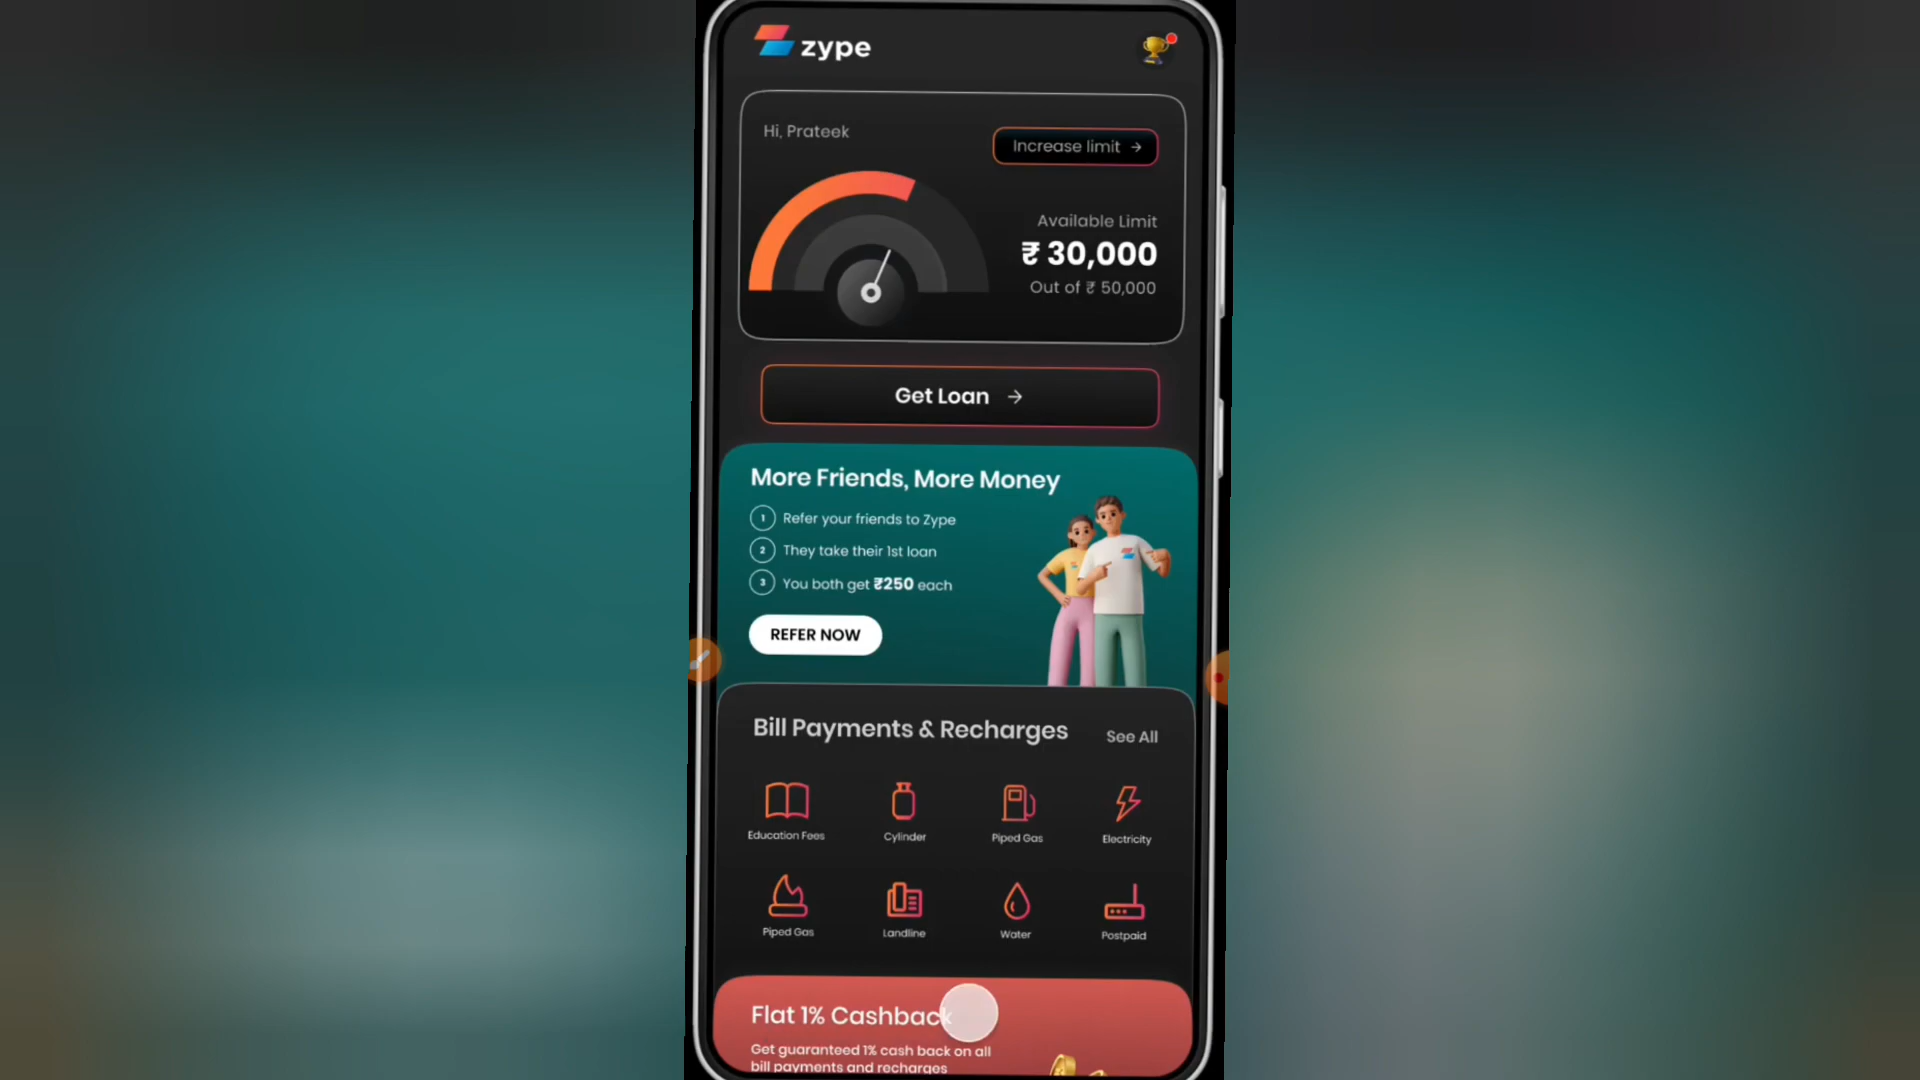 zype
Hi, Prateek
Increase limit →
Available Limit
₹ 30,000
Out of ₹ 50,000
Get Loan →
More Friends, More Money
1 Refer your friends to Zype
2 They take their 1st loan
3 You both get ₹250 each
REFER NOW
Bill Payments & Recharges
See All
Education Fees
Cylinder
Piped Gas
Electricity
Piped Gas
Landline
Water
Postpaid
Flat 1% Cashback
Get guaranteed 1% cash back on all
bill payments and recharges